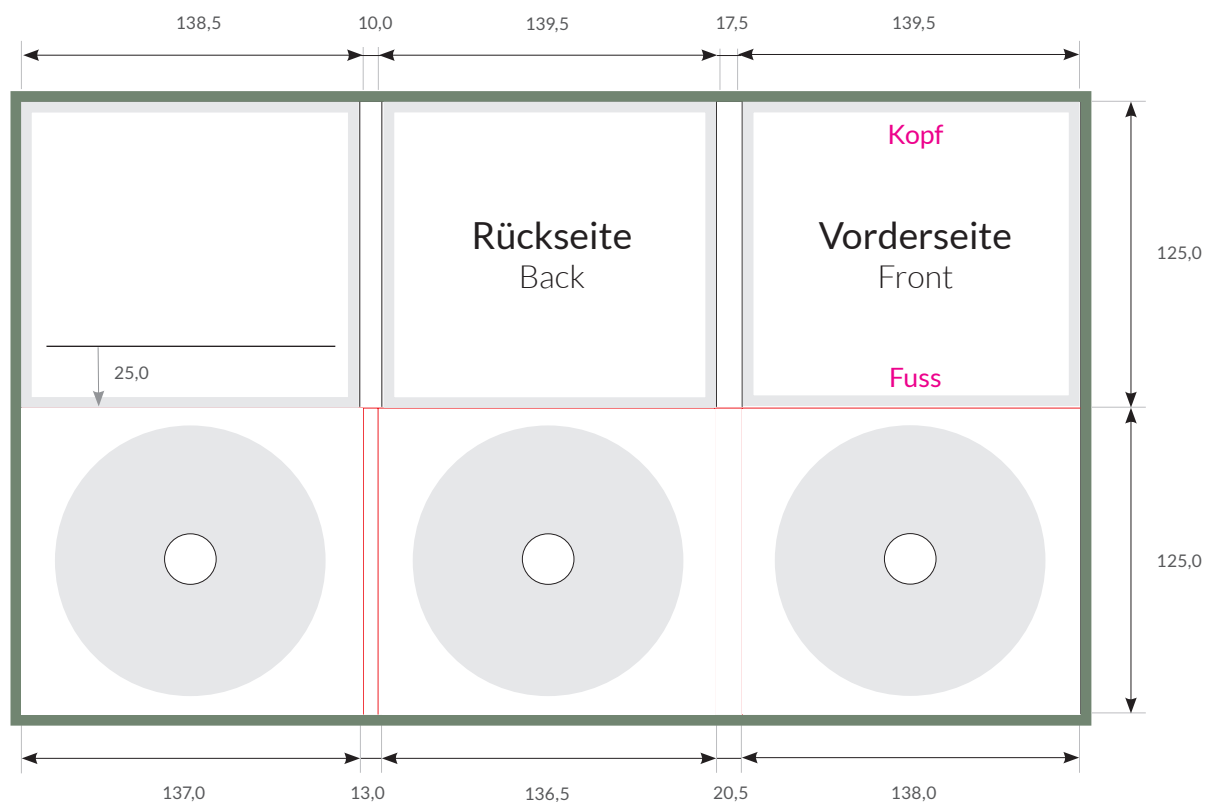 138,5
10,0
139,5
17,5
139,5
Kopf
Rückseite
Back
Vorderseite
Front
125,0
25,0
Fuss
125,0
137,0
13,0
136,5
20,5
138,0